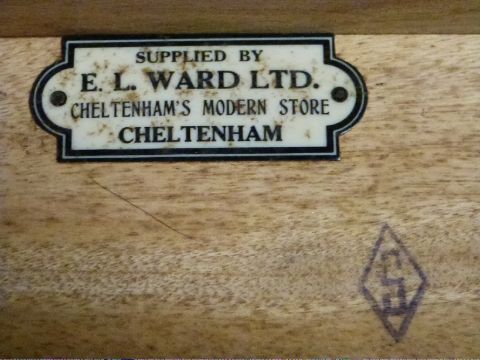 SUPPLIED BY
E. L. WARD LTD.
CHELTENHAM'S MODERN STORE
CHELTENHAM